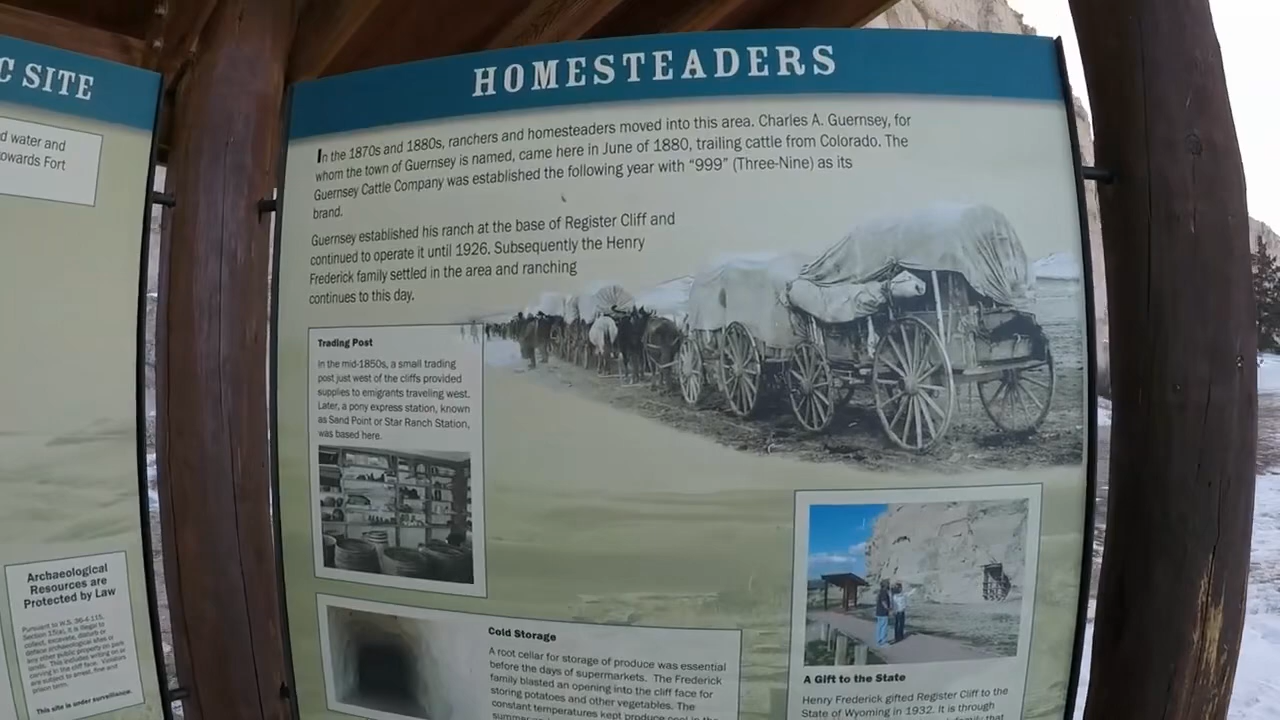 C SITE
d water and
owards Fort
Archaeological
Resources are
Protected by Law
Pursuant to W.S. 36-4-115,
Section 15(a), it is illegal to
collect, excavate, disturb or
deface archaeological sites in
any other public property on park
lands. This includes writing on or
carving in the cliff face. Violators
are subject to arrest, fine and
prison term.
This site is under surveillance.
HOMESTEADERS
In the 1870s and 1880s, ranchers and homesteaders moved into this area. Charles A. Guernsey, for
whom the town of Guernsey is named, came here in June of 1880, trailing cattle from Colorado. The
Guernsey Cattle Company was established the following year with “999” (Three-Nine) as its
brand.
Guernsey established his ranch at the base of Register Cliff and
continued to operate it until 1926. Subsequently the Henry
Frederick family settled in the area and ranching
continues to this day.
Trading Post
In the mid-1850s, a small trading
post just west of the cliffs provided
supplies to emigrants traveling west.
Later, a pony express station, known
as Sand Point or Star Ranch Station,
was based here.
Cold Storage
A root cellar for storage of produce was essential
before the days of supermarkets. The Frederick
family blasted an opening into the cliff face for
storing potatoes and other vegetables. The
constant temperatures kept produce cool in the
A Gift to the State
Henry Frederick gifted Register Cliff to the
State of Wyoming in 1932. It is through
family that